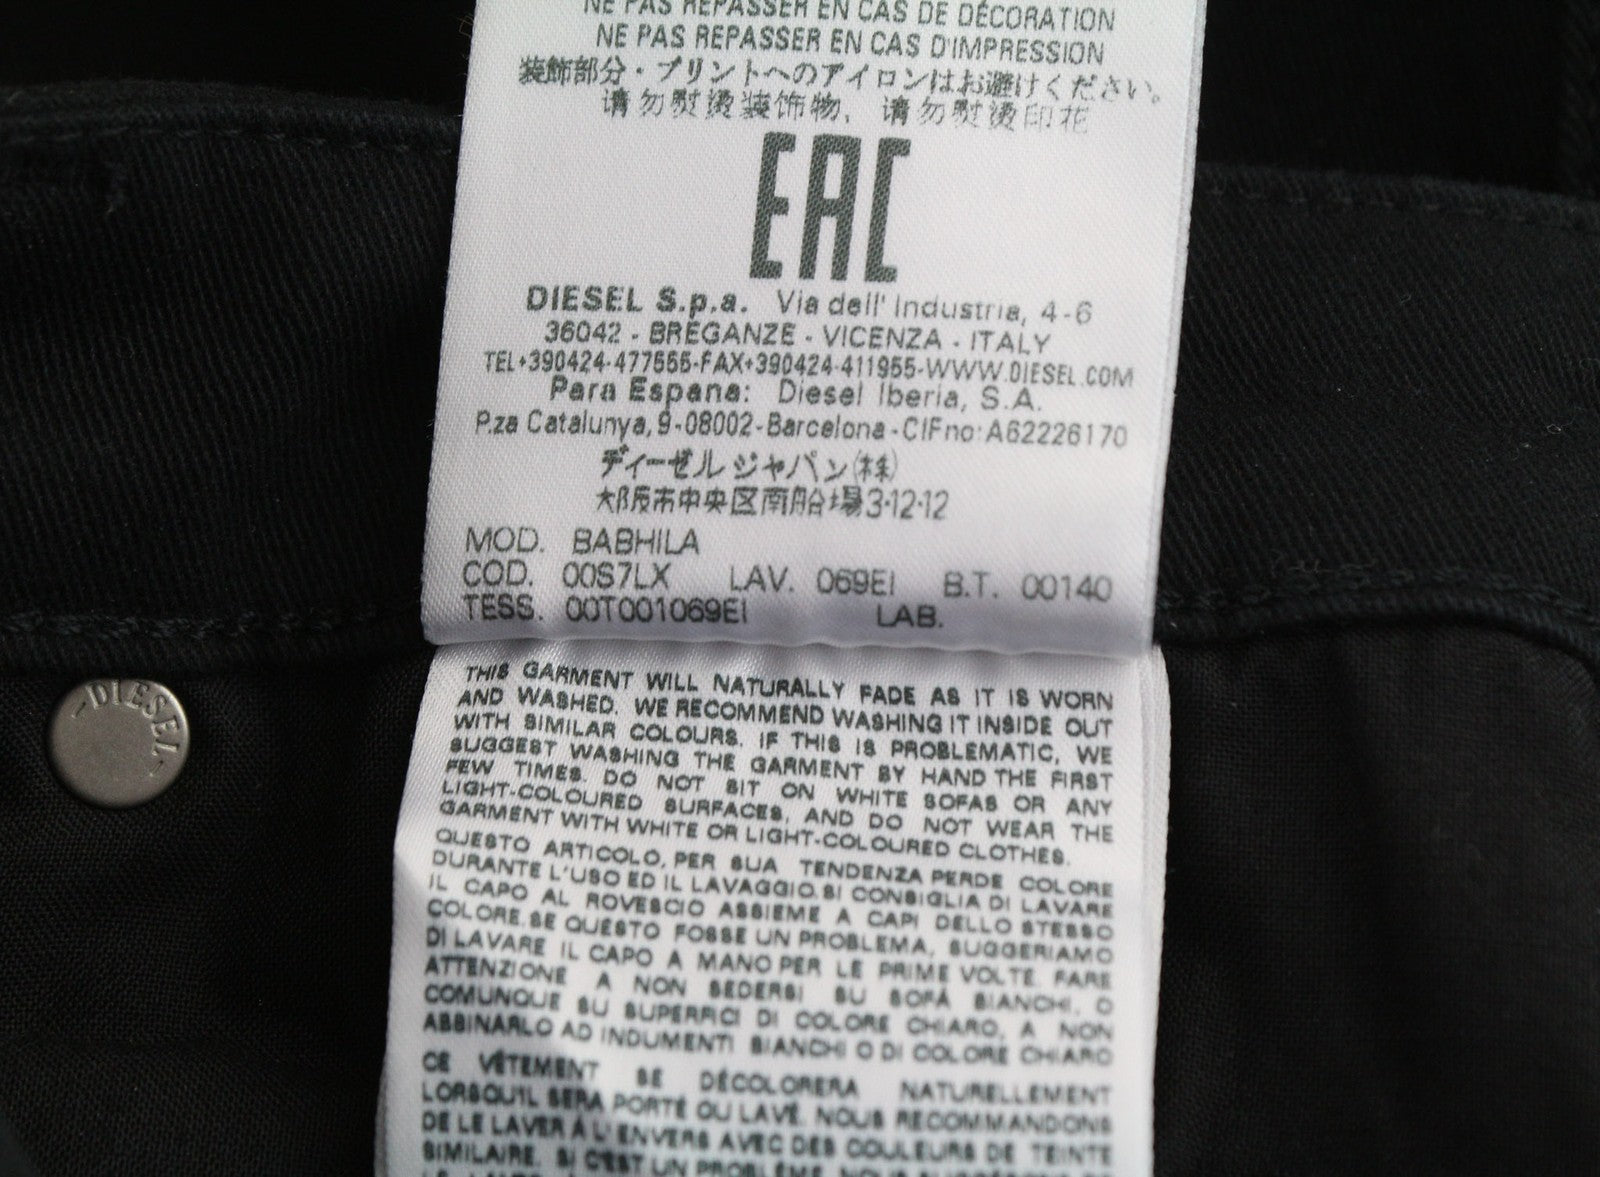 NE PAS REPASSER EN CAS DE DÉCORATION
NE PAS REPASSER EN CAS D'IMPRESSION
装飾部分・プリントへのアイロンはお避けください。
请勿熨烫装饰物, 请勿熨烫印花
EAC
DIESEL S.p.a. Via dell' Industria, 4-6
36042 - BREGANZE - VICENZA - ITALY
TEL+390424-477555-FAX+390424-411955-WWW.DIESEL.COM
Para Espana: Diesel Iberia, S.A.
P.za Catalunya, 9-08002-Barcelona-CIFno:A62226170
ディーゼルジャパン(株)
大阪市中央区南船場3-12-12
MOD. BABHILA
COD. 00S7LX LAV. 069EI B.T. 00140
TESS. 00T001069EI LAB.
-DIESEL-
THIS GARMENT WILL NATURALLY FADE AS IT IS WORN
AND WASHED. WE RECOMMEND WASHING IT INSIDE OUT
WITH SIMILAR COLOURS. IF THIS IS PROBLEMATIC, WE
SUGGEST WASHING THE GARMENT BY HAND THE FIRST
FEW TIMES. DO NOT SIT ON WHITE SOFAS OR ANY
LIGHT-COLOURED SURFACES, AND DO NOT WEAR THE
GARMENT WITH WHITE OR LIGHT-COLOURED CLOTHES.
QUESTO ARTICOLO, PER SUA TENDENZA PERDE COLORE
DURANTE L'USO ED IL LAVAGGIO. SI CONSIGLIA DI LAVARE
IL CAPO AL ROVESCIO ASSIEME A CAPI DELLO STESSO
COLORE. SE QUESTO FOSSE UN PROBLEMA, SUGGERIAMO
DI LAVARE IL CAPO A MANO PER LE PRIME VOLTE. FARE
ATTENZIONE A NON SEDERSI SU SOFÁ BIANCHI, O
COMUNQUE SU SUPERFICI DI COLORE CHIARO, A NON
ABBINARLO AD INDUMENTI BIANCHI O DI COLORE CHIARO
CE VÊTEMENT SE DÉCOLORERA NATURELLEMENT
LORSQU'IL SERA PORTÉ OU LAVÉ. NOUS RECOMMANDONS
DE LE LAVER À L'ENVERS AVEC DES COULEURS DE TEINTE
SIMILAIRE. SI C'EST UN PROBLÈME, NOUS